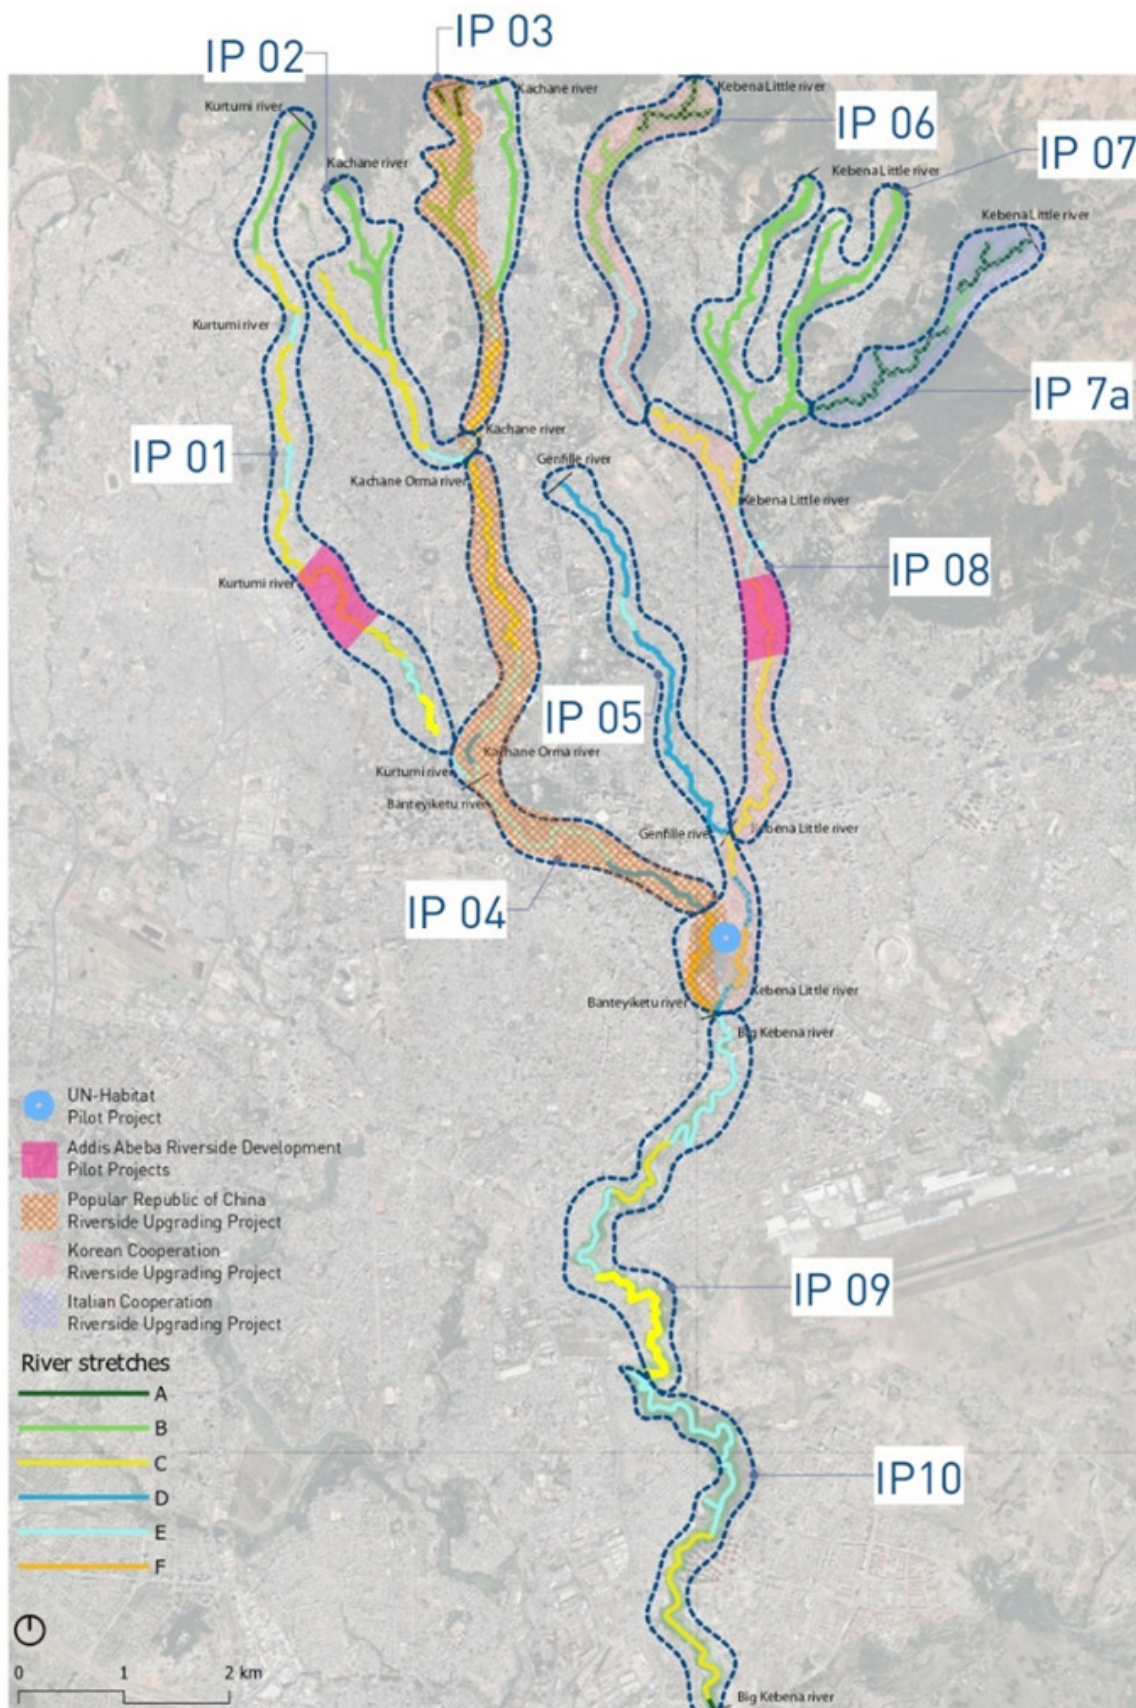 IP 03
IP 02
Kachane river
Kebena Little river
Kurtumi river
IP 06
IP 07
Kachane river
Kebena Little river
Kebena Little river
Kurtumi river
IP 7a
Kachane river
IP 01
Genfille river
Kachane Orma river
Kebena Little river
IP 08
Kurtumi river
IP 05
Kachane Orma river
Kurtumi river
Banteyiketu river
Genfille river
Kebena Little river
IP 04
Kebena Little river
Banteyiketu river
Big Kebena river
UN-Habitat
Pilot Project
Addis Abeba Riverside Development
Pilot Projects
Popular Republic of China
Riverside Upgrading Project
Korean Cooperation
Riverside Upgrading Project
Italian Cooperation
Riverside Upgrading Project
IP 09
River stretches
A
B
C
D
E
F
IP10
0 1 2 km
Big Kebena river